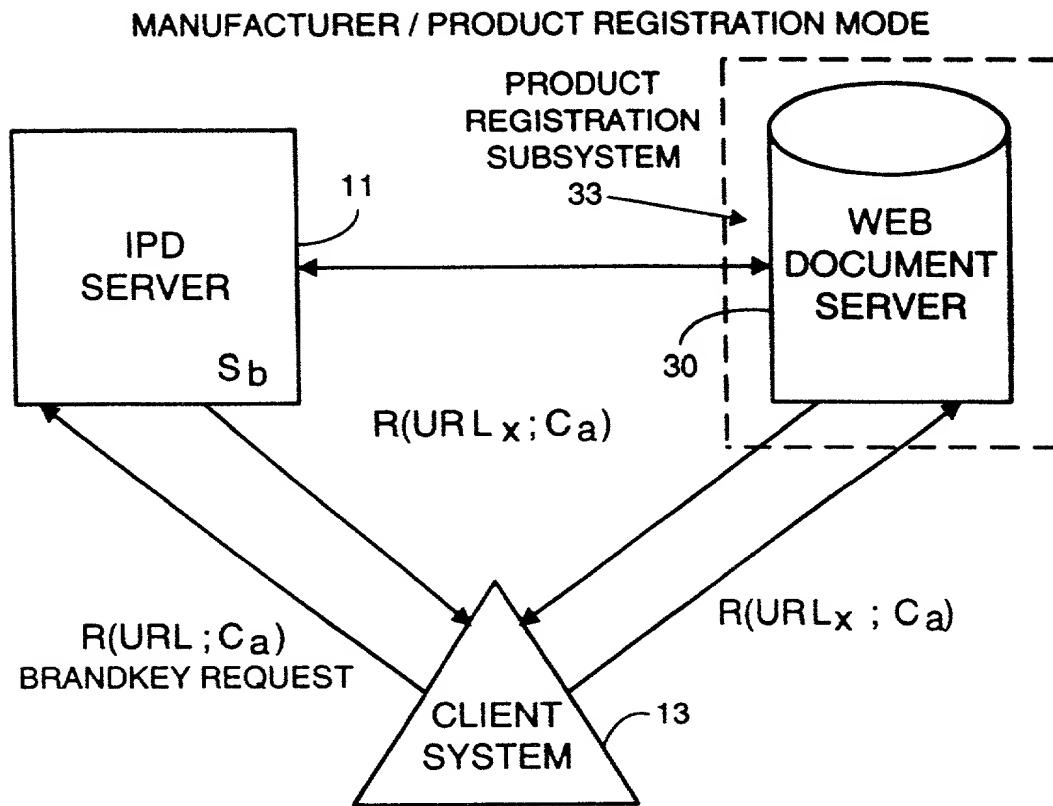 MANUFACTURER / PRODUCT REGISTRATION MODE
PRODUCT
REGISTRATION
SUBSYSTEM
33
11
IPD
SERVER
Sb
WEB
DOCUMENT
SERVER
30
R(URLx ; Ca)
R(URL ; Ca)
BRANDKEY REQUEST
R(URLx ; Ca)
CLIENT
SYSTEM
13